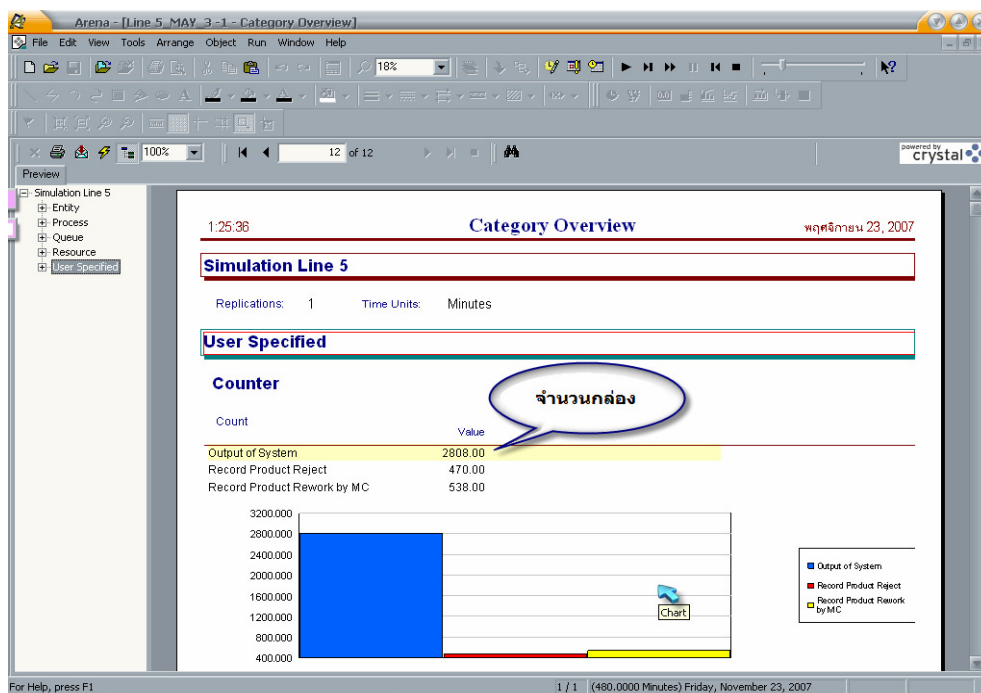 Arena - [Line 5_MAY_3 -1 - Category Overview]
File Edit View Tools Arrange Object Run Window Help
18%
100% 12 of 12 powered by crystal
Preview
Simulation Line 5
Entity
Process
Queue
Resource
User Specified
1:25:36 Category Overview พฤศจิกายน 23, 2007
Simulation Line 5
Replications: 1 Time Units: Minutes
User Specified
Counter
จำนวนกล่อง
Count Value
Output of System 2808.00
Record Product Reject 470.00
Record Product Rework by MC 538.00
3200.000
2800.000
2400.000
2000.000
1600.000
1200.000
800.000
400.000
Output of System
Record Product Reject
Record Product Rework
by MC
Chart
For Help, press F1 1 / 1 (480.0000 Minutes) Friday, November 23, 2007